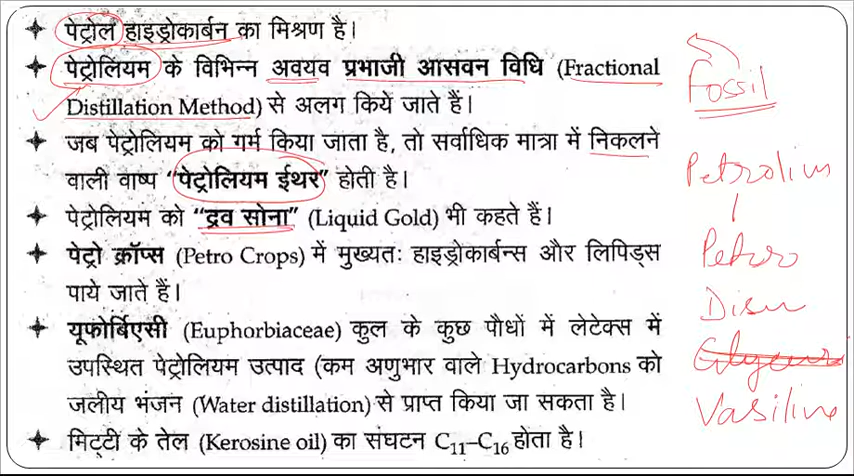 ✦ पेट्रोल हाइड्रोकार्बन का मिश्रण है।
✦ पेट्रोलियम के विभिन्न अवयव प्रभाजी आसवन विधि (Fractional
Distillation Method) से अलग किये जाते हैं।
✦ जब पेट्रोलियम को गर्म किया जाता है, तो सर्वाधिक मात्रा में निकलने
वाली वाष्प "पेट्रोलियम ईथर" होती है।
✦ पेट्रोलियम को "द्रव सोना" (Liquid Gold) भी कहते हैं।
✦ पेट्रो क्रॉप्स (Petro Crops) में मुख्यतः हाइड्रोकार्बन्स और लिपिड्स
पाये जाते हैं।
✦ यूफोर्बिएसी (Euphorbiaceae) कुल के कुछ पौधों में लेटेक्स में
उपस्थित पेट्रोलियम उत्पाद (कम अणुभार वाले Hydrocarbons को
जलीय भंजन (Water distillation) से प्राप्त किया जा सकता है।
✦ मिट्टी के तेल (Kerosine oil) का संघटन C₁₁–C₁₆ होता है।
Fossil
Petrolium
Petro
Vasiline